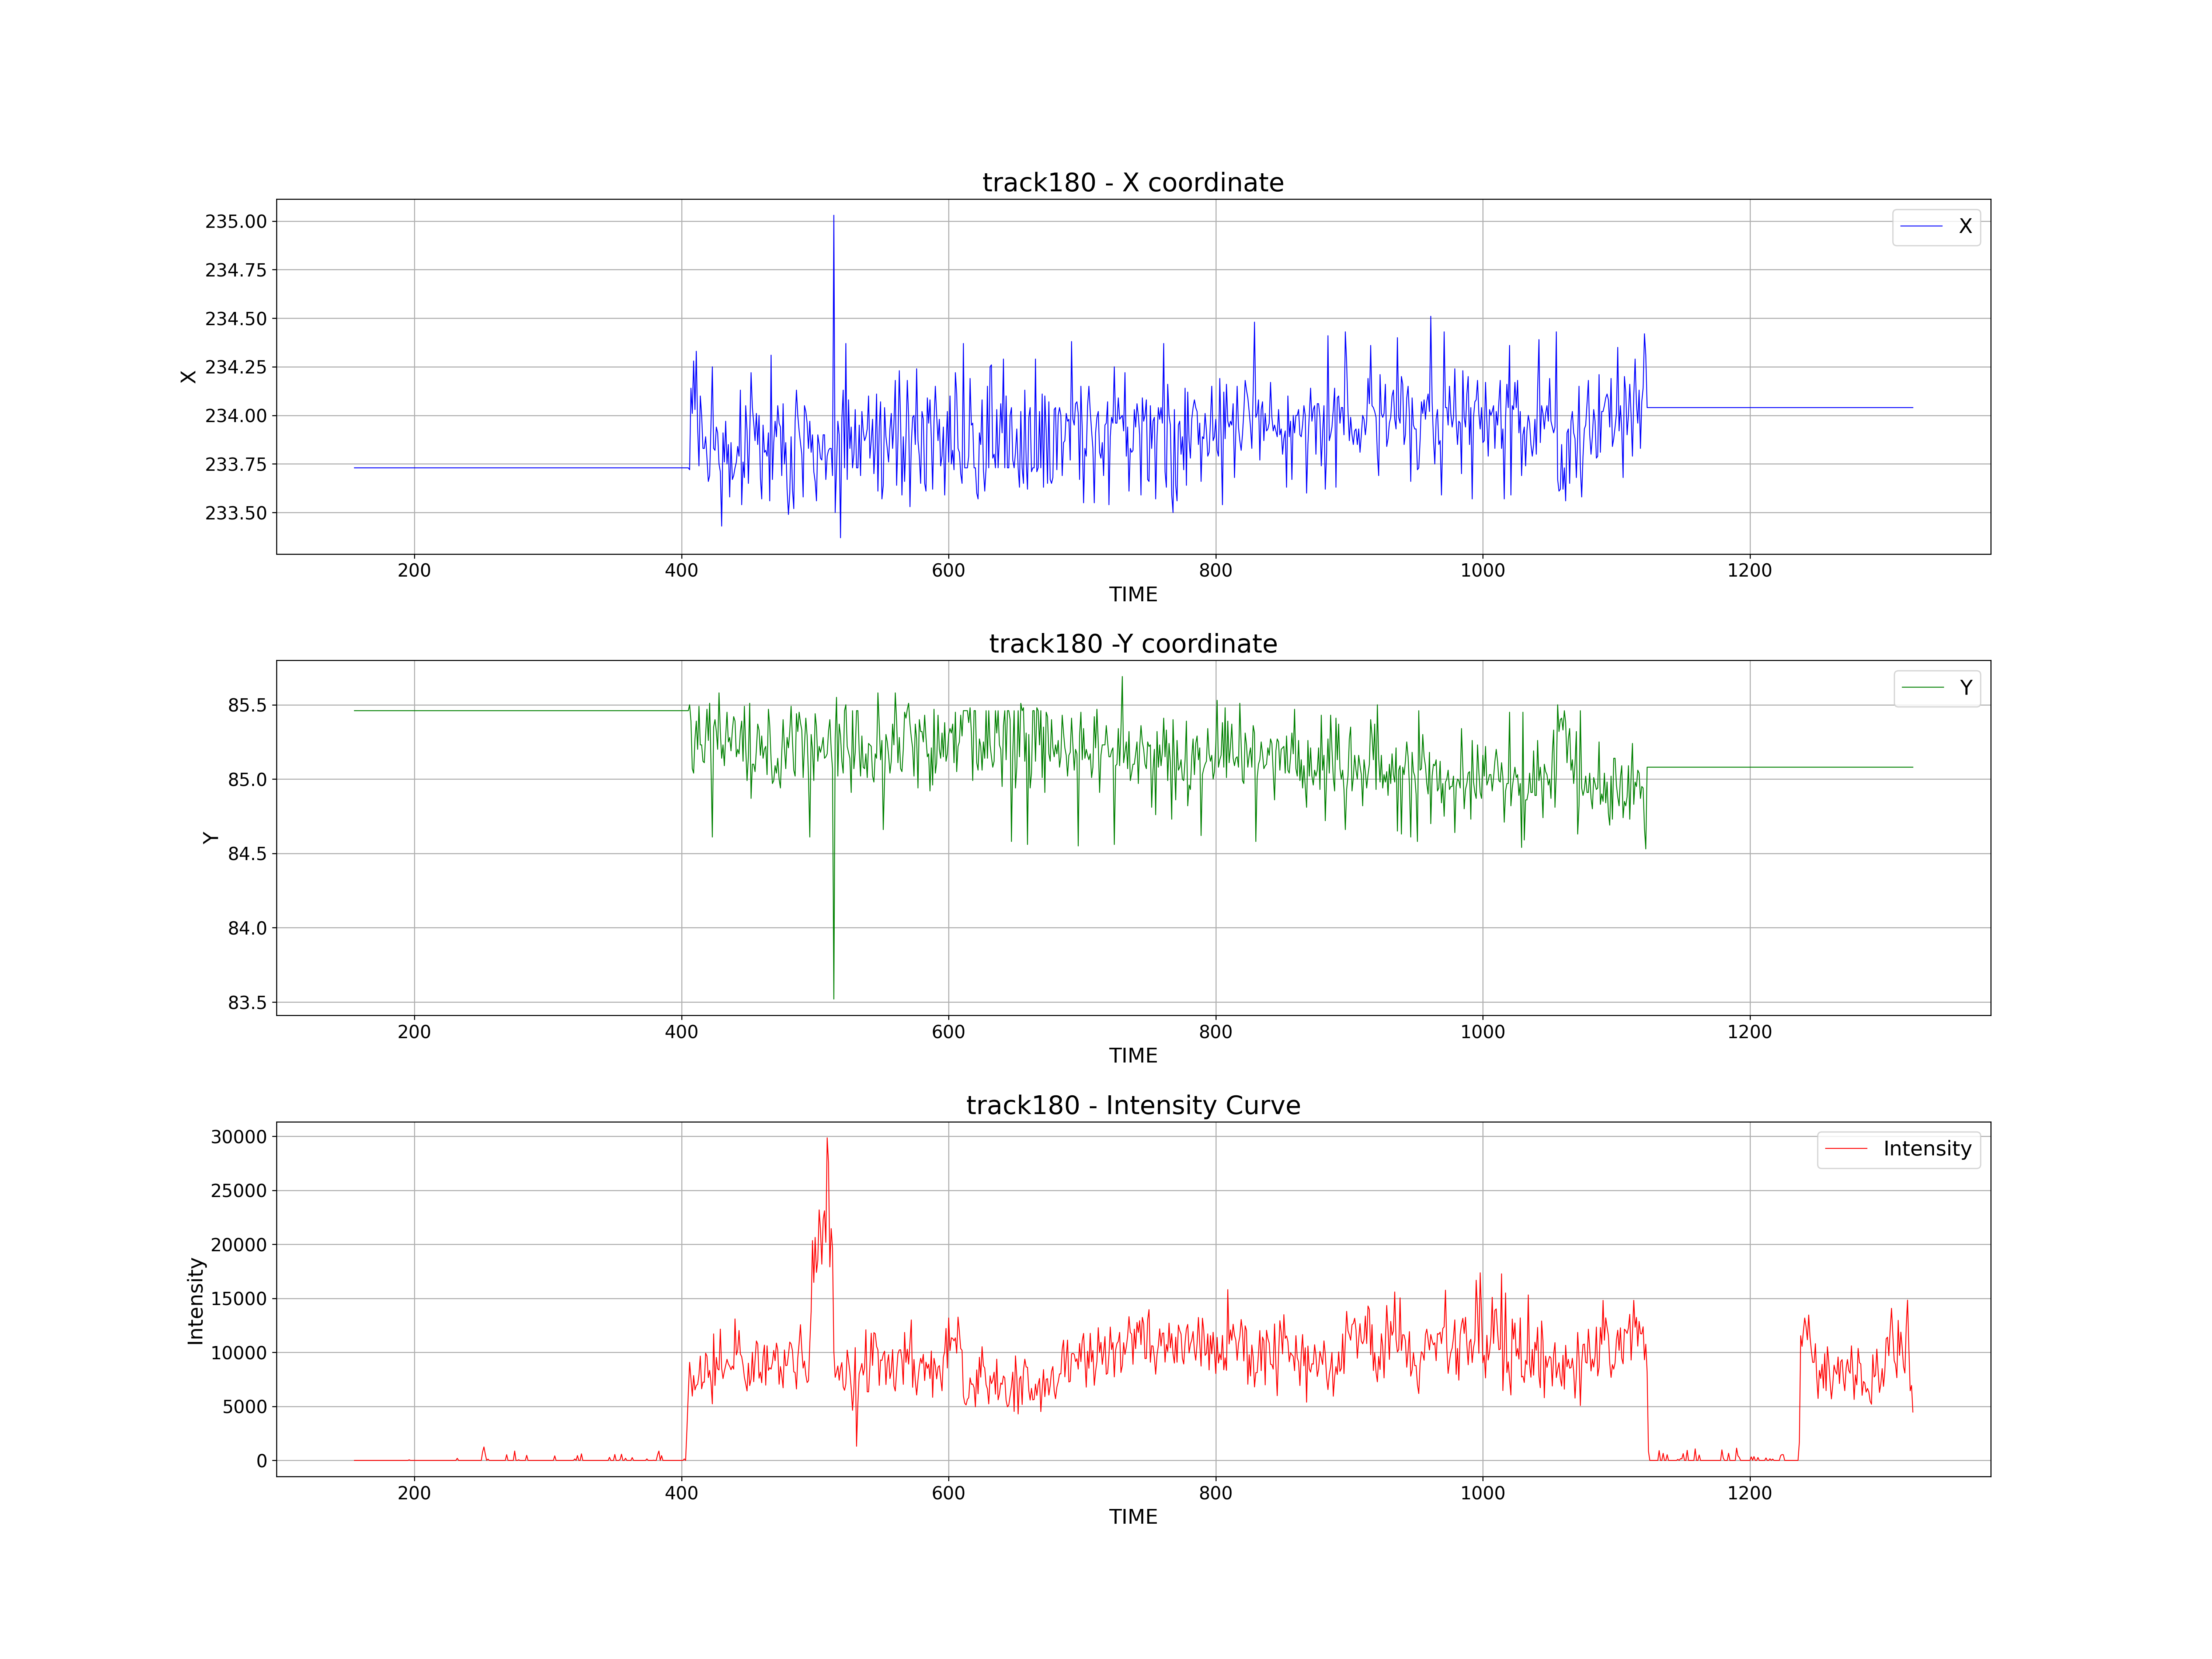 track180 - X coordinate
235.00
234.75
234.50
234.25
234.00
233.75
233.50
X
X
200 400 600 800 1000 1200
TIME
track180 -Y coordinate
85.5
85.0
84.5
84.0
83.5
Y
Y
200 400 600 800 1000 1200
TIME
track180 - Intensity Curve
30000
25000
20000
15000
10000
5000
0
Intensity
Intensity
200 400 600 800 1000 1200
TIME